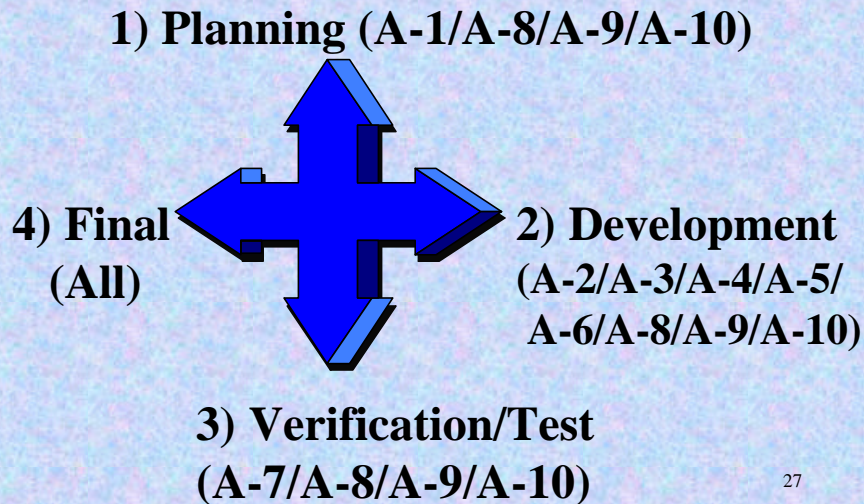 1) Planning (A-1/A-8/A-9/A-10)
2) Development
(A-2/A-3/A-4/A-5/
A-6/A-8/A-9/A-10)
3) Verification/Test
(A-7/A-8/A-9/A-10)
4) Final
(All)
27